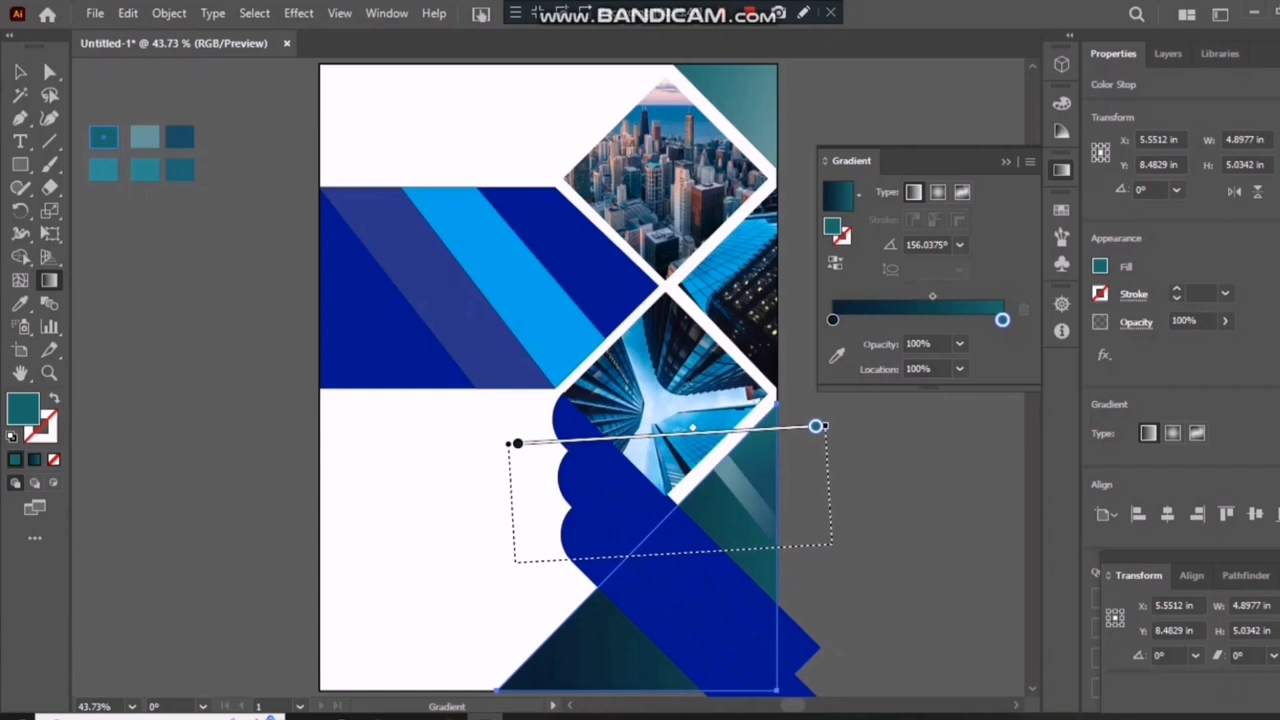 Ai
File Edit Object Type Select Effect View Window Help
www.BANDICAM.com
Untitled-1* @ 43.73 % (RGB/Preview)
Properties Layers Libraries
Color Stop
Transform
X: 5.5512 in W: 4.8977 in
Y: 8.4829 in H: 5.0342 in
0°
Gradient
Type:
Stroke:
156.0375°
Opacity: 100%
Location: 100%
Appearance
Fill
Stroke
Opacity 100%
fx.
Gradient
Type:
Align
Transform Align Pathfinder
X: 5.5512 in W: 4.8977 in
Y: 8.4829 in H: 5.0342 in
0° 0°
43.73% 0° 1 Gradient